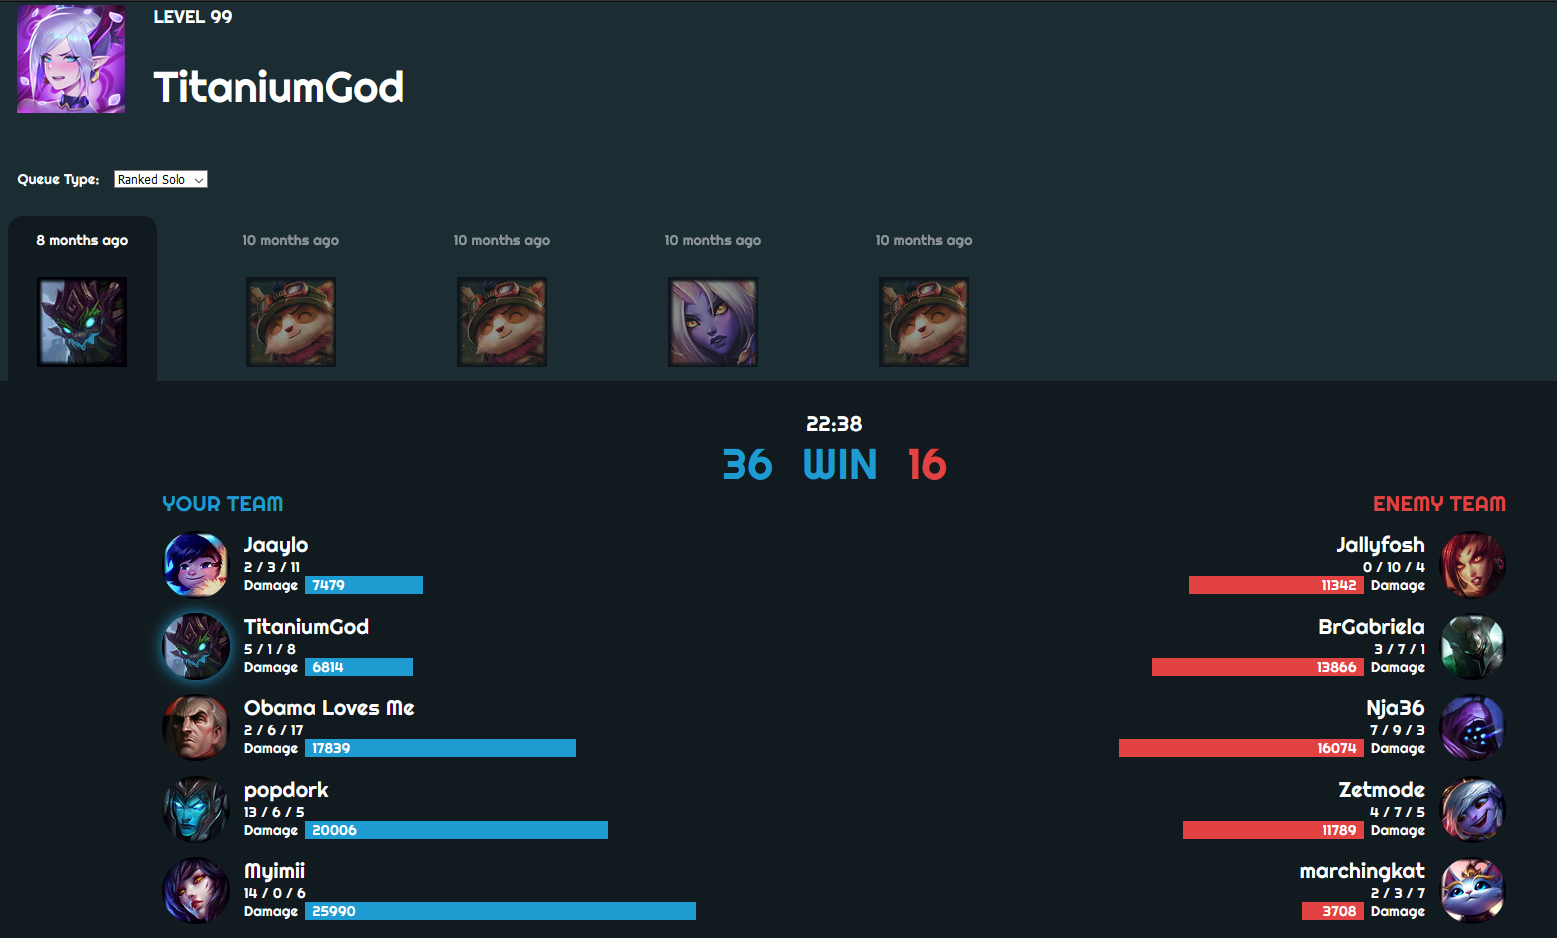 LEVEL 99
TitaniumGod
Queue Type: Ranked Solo
8 months ago
10 months ago
10 months ago
10 months ago
10 months ago
22:38
36 WIN 16
YOUR TEAM
Jaaylo
2 / 3 / 11
Damage 7479
TitaniumGod
5 / 1 / 8
Damage 6814
Obama Loves Me
2 / 6 / 17
Damage 17839
popdork
13 / 6 / 5
Damage 20006
Myimii
14 / 0 / 6
Damage 25990
ENEMY TEAM
Jallyfosh
0 / 10 / 4
11342 Damage
BrGabriela
3 / 7 / 1
13866 Damage
Nja36
7 / 9 / 3
16074 Damage
Zetmode
4 / 7 / 5
11789 Damage
marchingkat
2 / 3 / 7
3708 Damage